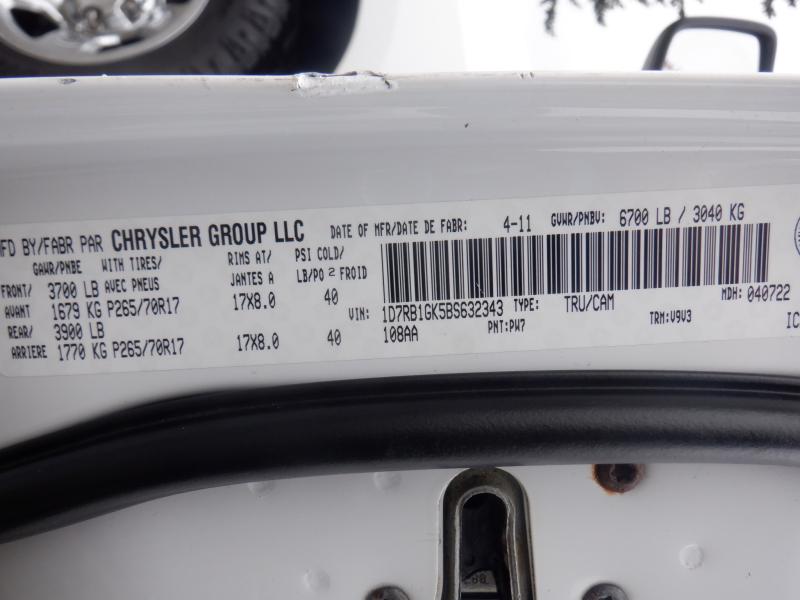 MFD BY/FABR PAR CHRYSLER GROUP LLC DATE OF MFR/DATE DE FABR: 4-11 GVWR/PNBV: 6700 LB / 3040 KG
GAWR/PNBE WITH TIRES/ RIMS AT/ PSI COLD/
AVEC PNEUS JANTES A LB/PO 2 FROID
FRONT/ 3700 LB
AVANT 1679 KG P265/70R17 17X8.0 40
REAR/ 3900 LB
ARRIERE 1770 KG P265/70R17 17X8.0 40
VIN: 1D7RB1GK5BS632343 TYPE: TRU/CAM MDH: 040722
108AA PNT: PW7 TRM: V9V3 IC